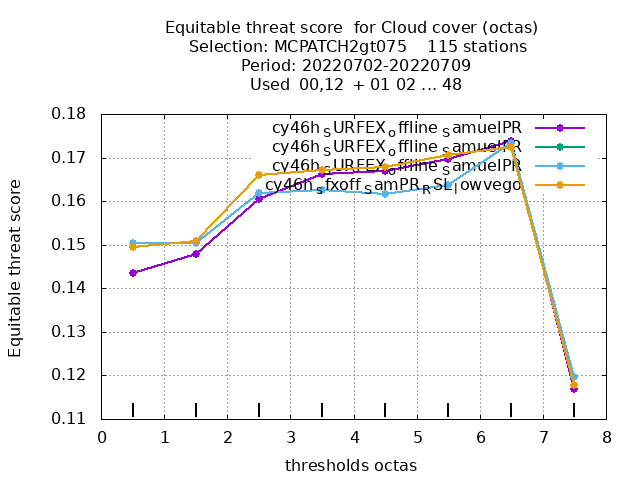 Equitable threat score  for Cloud cover (octas)
Selection: MCPATCH2gt075    115 stations
Period: 20220702-20220709
Used  00,12  + 01 02 ... 48
0.18
0.17
0.16
0.15
0.14
0.13
0.12
0.11
Equitable threat score
cy46h_SURFEX_offline_SamuelPR
cy46h_SURFEX_offline_SamuelPR
cy46h_SURFEX_offline_SamuelPR
cy46h_sfxoff_SamPR_RSL_lowvego
0 1 2 3 4 5 6 7 8
thresholds octas